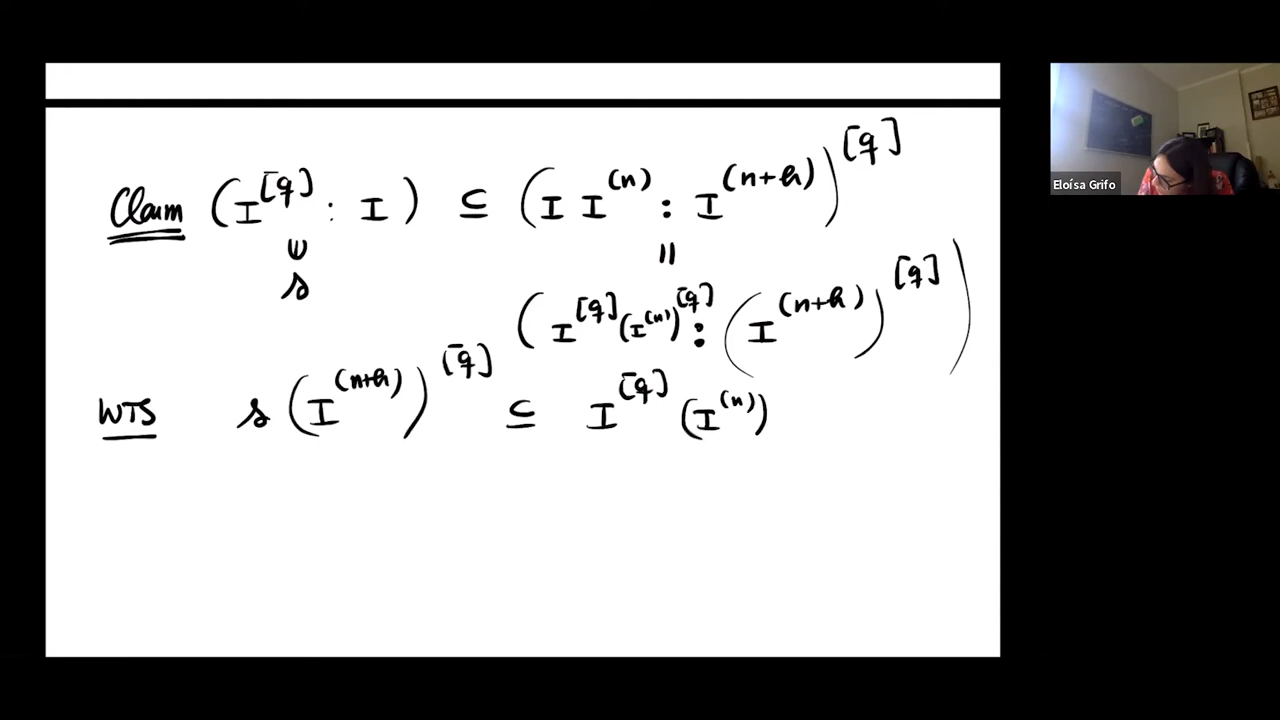 Claim (I^[q] : I) ⊆ (I I^(n) : I^(n+h))^[q]
∈
s
=
(I^[q] (I^(n))^[q] : (I^(n+h))^[q])
WTS s (I^(n+h))^[q] ⊆ I^[q] (I^(n))
Eloísa Grifo